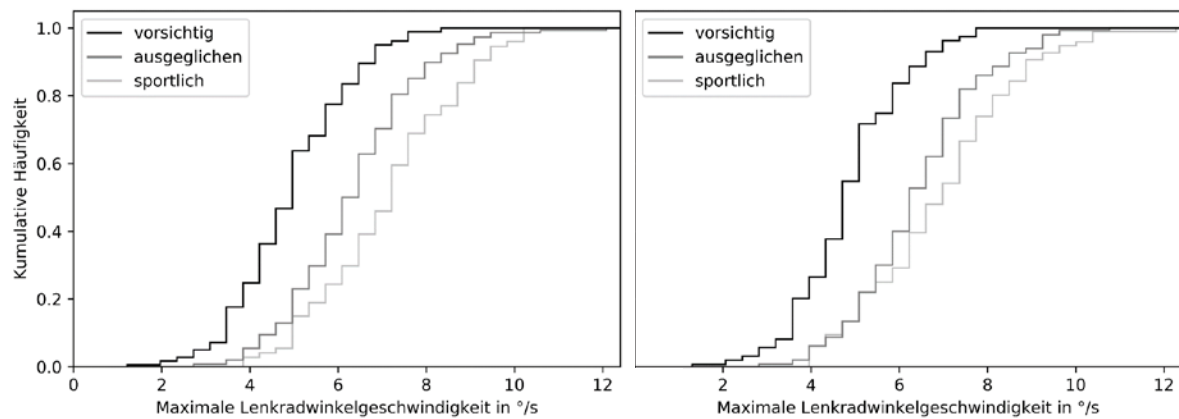 vorsichtig
ausgeglichen
sportlich
1.0
0.8
0.6
0.4
0.2
0.0
Kumulative Häufigkeit
0 2 4 6 8 10 12
Maximale Lenkradwinkelgeschwindigkeit in °/s
vorsichtig
ausgeglichen
sportlich
2 4 6 8 10 12
Maximale Lenkradwinkelgeschwindigkeit in °/s